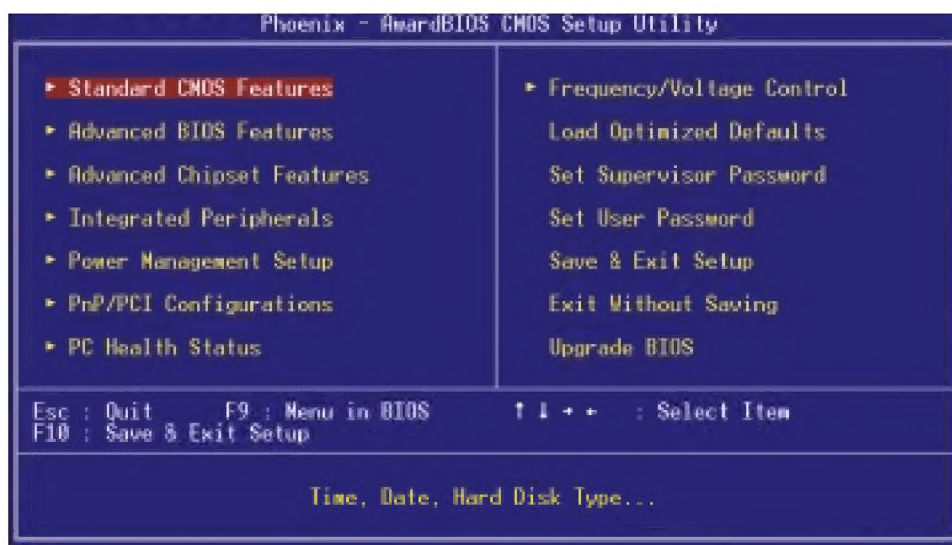 Phoenix - AwardBIOS CMOS Setup Utility
► Standard CMOS Features
► Advanced BIOS Features
► Advanced Chipset Features
► Integrated Peripherals
► Power Management Setup
► PnP/PCI Configurations
► PC Health Status
► Frequency/Voltage Control
Load Optimized Defaults
Set Supervisor Password
Set User Password
Save & Exit Setup
Exit Without Saving
Upgrade BIOS
Esc : Quit F9 : Menu in BIOS ↑ ↓ → ← : Select Item
F10 : Save & Exit Setup
Time, Date, Hard Disk Type...